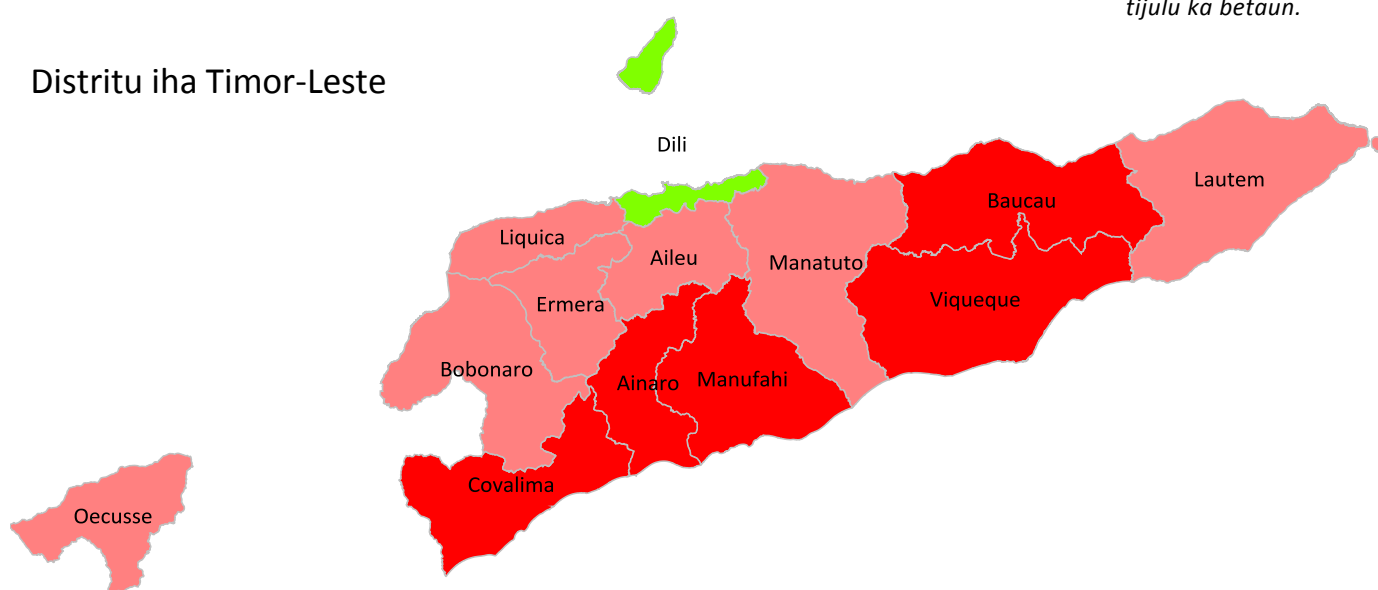 tijulu ka betaun.
Distritu iha Timor-Leste
Dili
Lautem
Baucau
Liquica
Aileu
Manatuto
Viqueque
Ermera
Bobonaro
Ainaro
Manufahi
Covalima
Oecusse